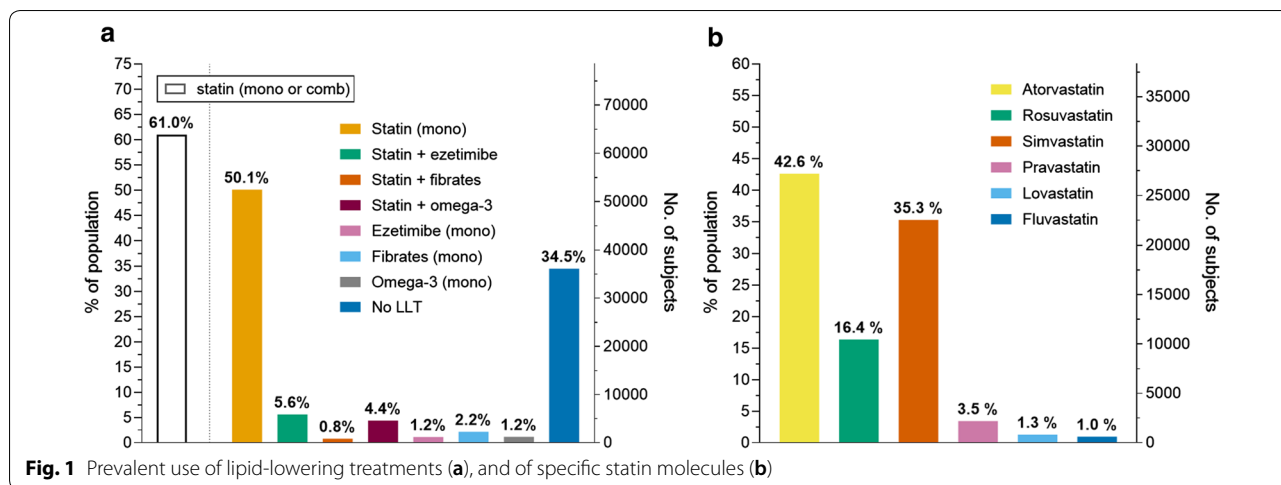 a
75
70
65
60
55
50
45
40
35
30
25
20
15
10
5
0
% of population
statin (mono or comb)
61.0%
50.1%
5.6%
0.8%
4.4%
1.2%
2.2%
1.2%
34.5%
Statin (mono)
Statin + ezetimibe
Statin + fibrates
Statin + omega-3
Ezetimibe (mono)
Fibrates (mono)
Omega-3 (mono)
No LLT
70000
60000
50000
40000
30000
20000
10000
0
No. of subjects
b
60
55
50
45
40
35
30
25
20
15
10
5
0
% of population
42.6 %
16.4 %
35.3 %
3.5 %
1.3 %
1.0 %
Atorvastatin
Rosuvastatin
Simvastatin
Pravastatin
Lovastatin
Fluvastatin
35000
30000
25000
20000
15000
10000
5000
0
No. of subjects
Fig. 1 Prevalent use of lipid-lowering treatments (a), and of specific statin molecules (b)